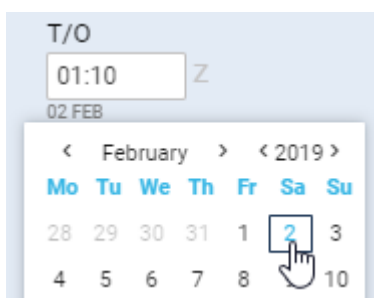 T/O
01:10 Z
02 FEB
‹ February › ‹ 2019 ›
Mo Tu We Th Fr Sa Su
28 29 30 31 1 2 3
4 5 6 7 8 10